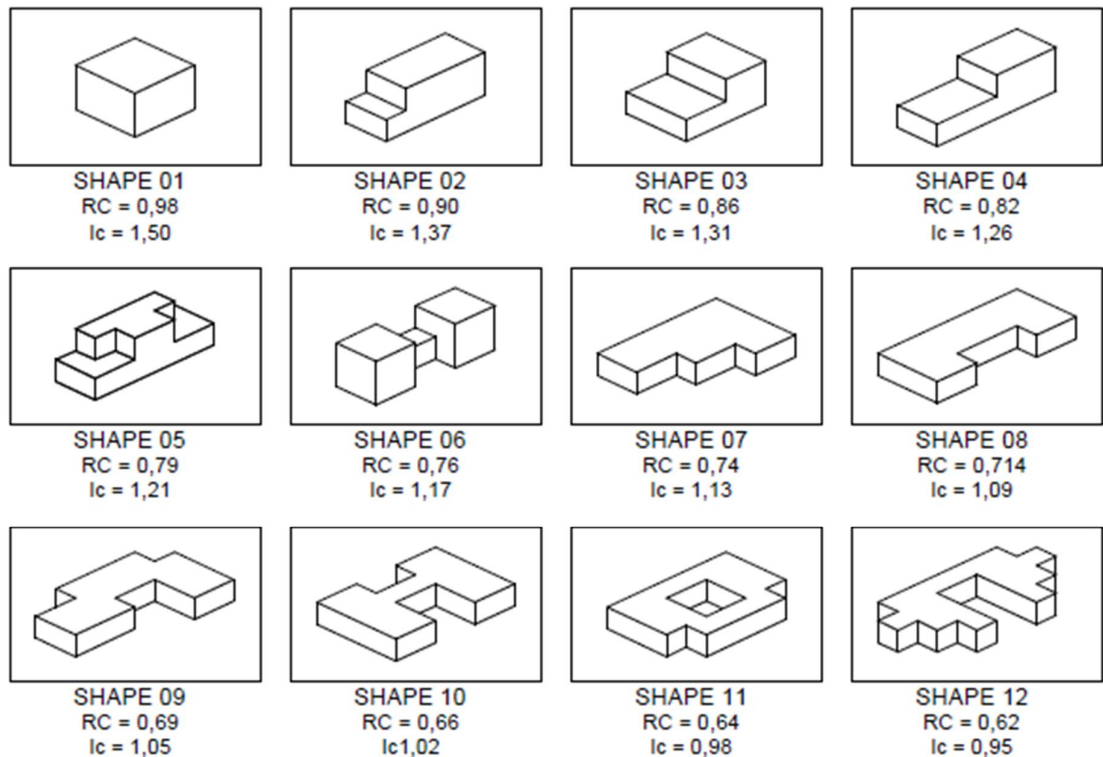 SHAPE 01
RC = 0,98
Ic = 1,50
SHAPE 02
RC = 0,90
Ic = 1,37
SHAPE 03
RC = 0,86
Ic = 1,31
SHAPE 04
RC = 0,82
Ic = 1,26
SHAPE 05
RC = 0,79
Ic = 1,21
SHAPE 06
RC = 0,76
Ic = 1,17
SHAPE 07
RC = 0,74
Ic = 1,13
SHAPE 08
RC = 0,714
Ic = 1,09
SHAPE 09
RC = 0,69
Ic = 1,05
SHAPE 10
RC = 0,66
Ic1,02
SHAPE 11
RC = 0,64
Ic = 0,98
SHAPE 12
RC = 0,62
Ic = 0,95